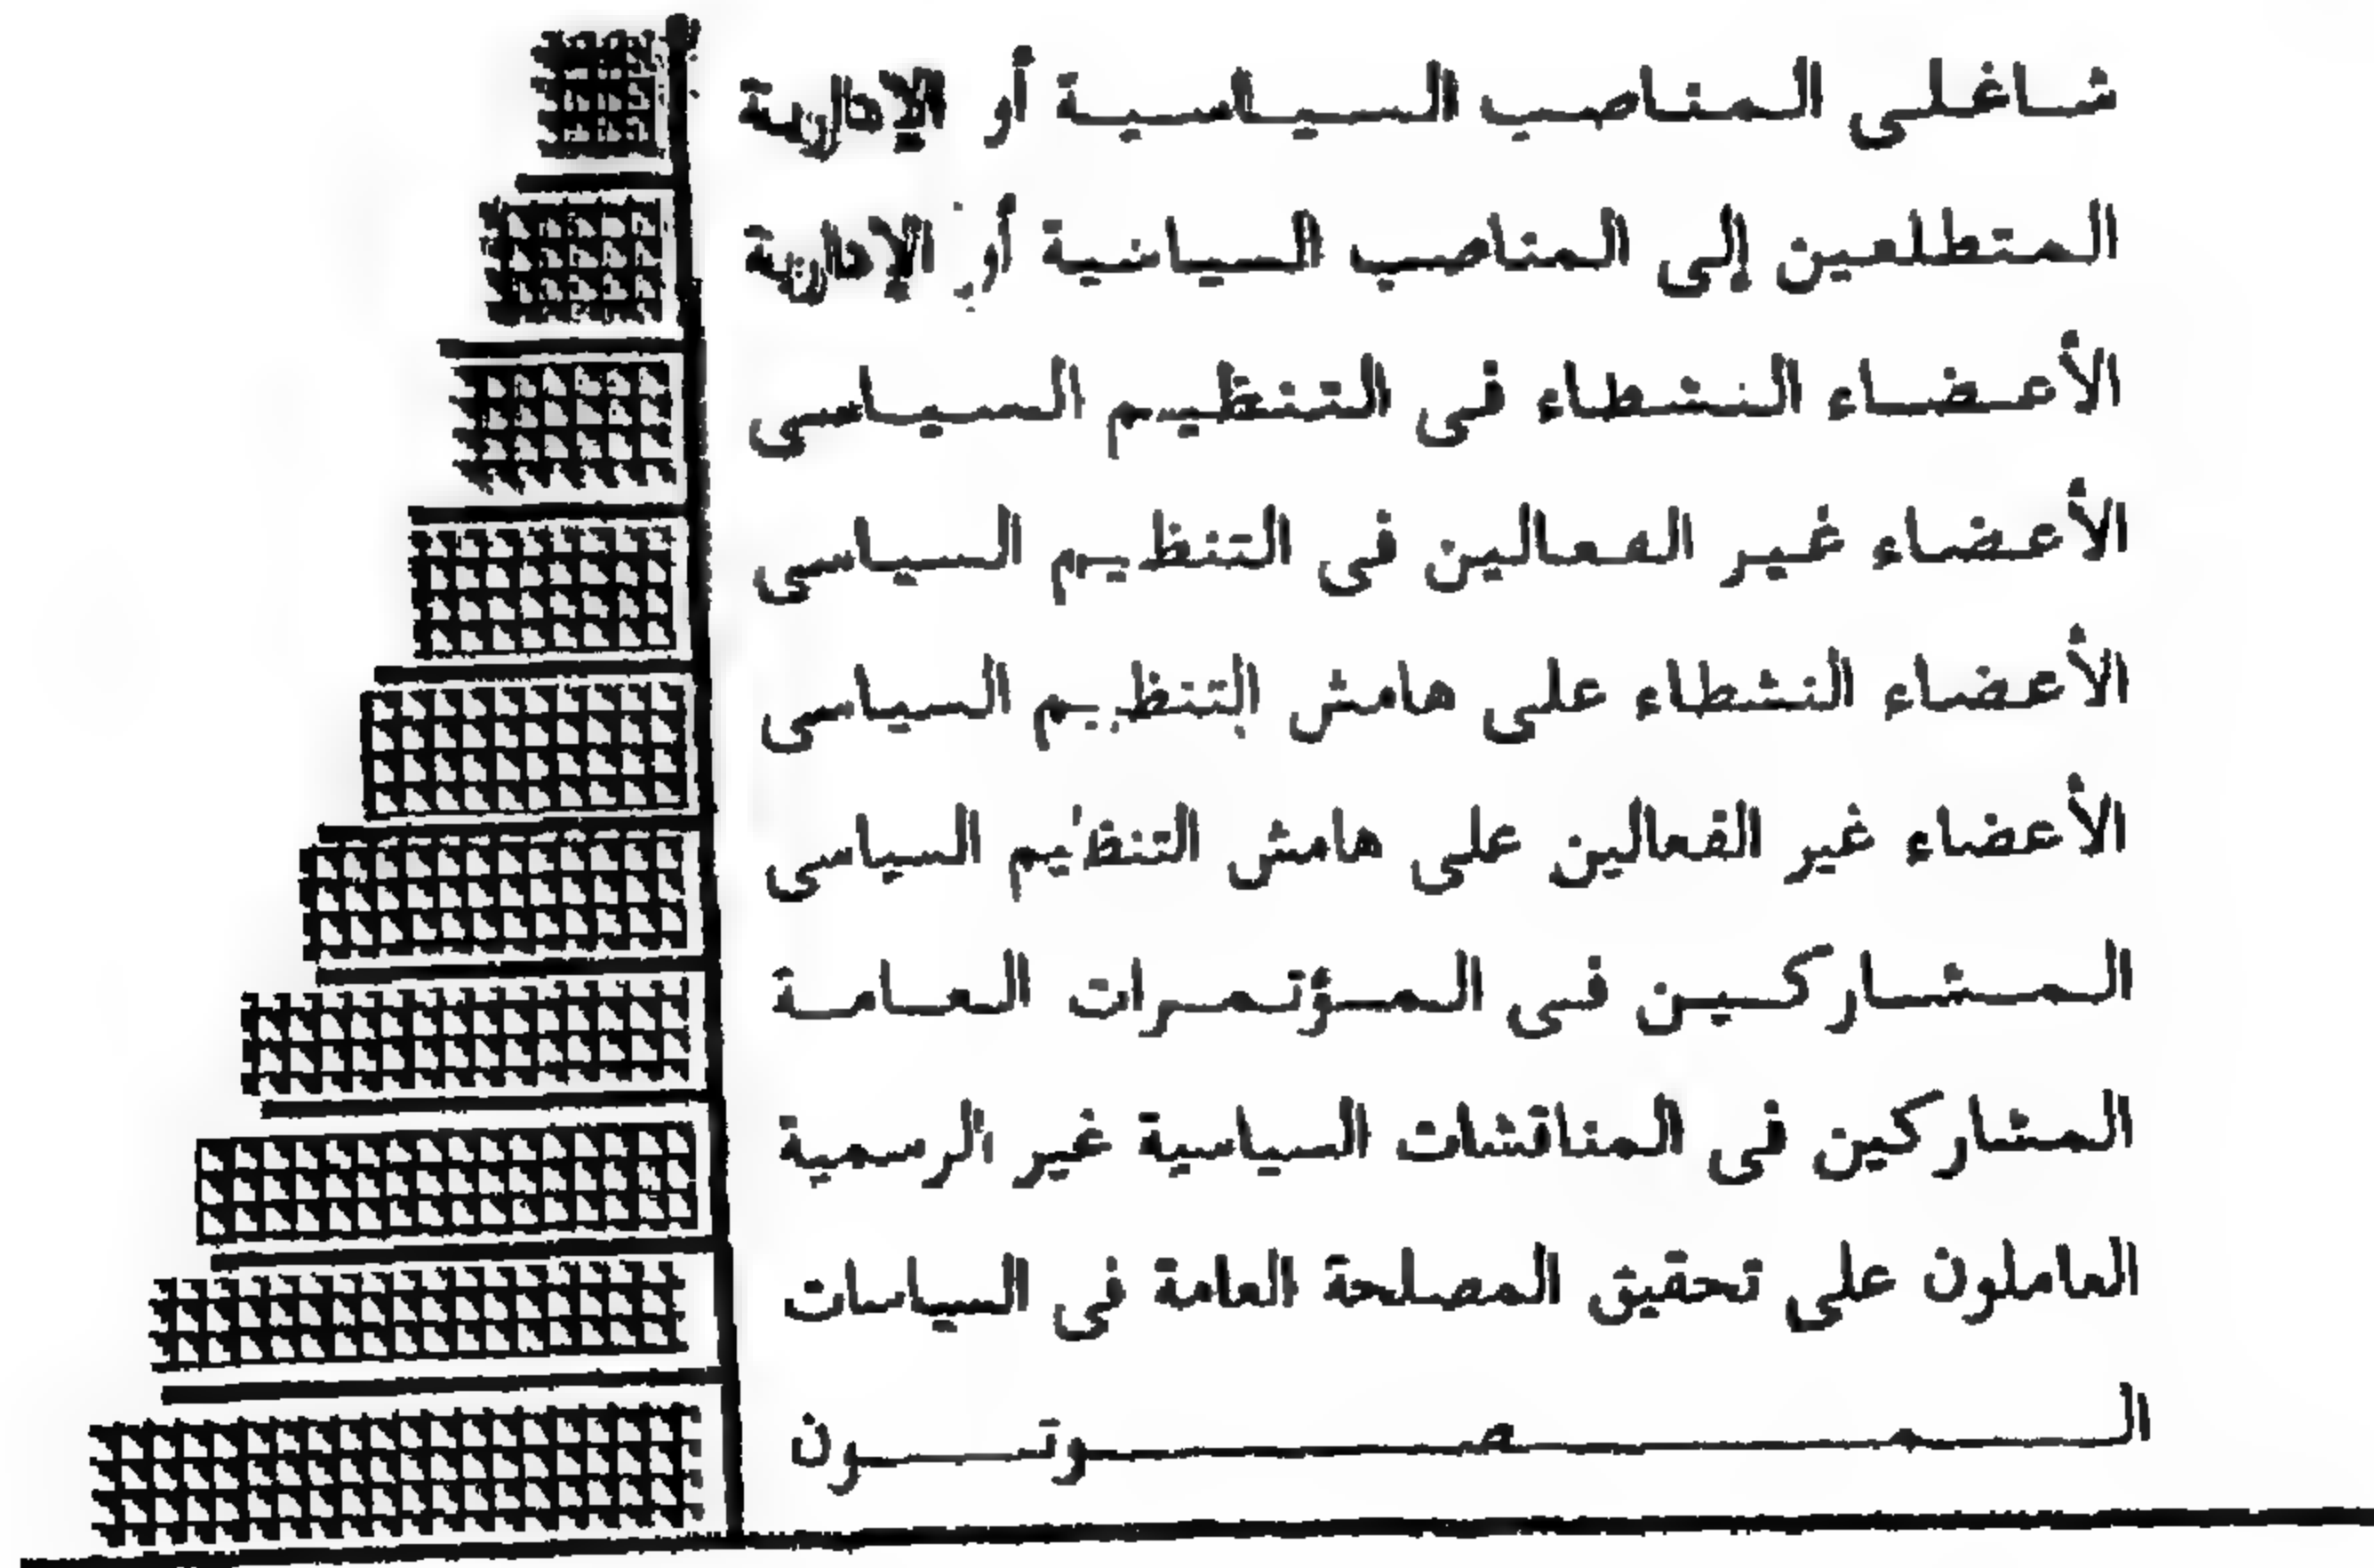 شاغلى المناصب السياسية أو الإدارية
المتطلعين إلى المناصب السياسية أو الإدارية
الأعضاء النشطاء فى التنظيم السياسى
الأعضاء غير الفعالين فى التنظيم السياسى
الأعضاء النشطاء على هامش التنظيم السياسى
الأعضاء غير الفعالين على هامش التنظيم السياسى
المشاركين فى المؤتمرات العامة
المشاركين فى المناقشات السياسية غير الرسمية
العاملون على تحقيق المصلحة العامة فى السياسات
المصوتون